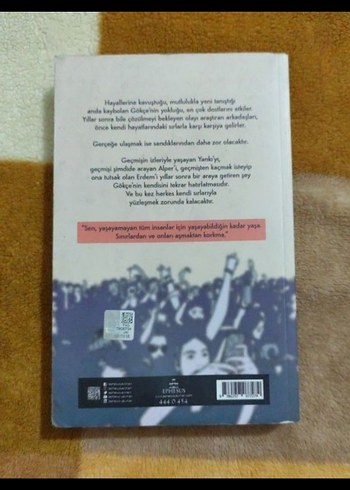 Hayallerine kavuştuğu, mutlulukla yeni tanıştığı
anda kaybolan Gökçe'nin yokluğu, en çok dostlarını etkiler.
Yıllar sonra bile çözülmeyi bekleyen olayı araştıran arkadaşları,
önce kendi hayatlarındaki sırlarla karşı karşıya gelirler.
Gerçeğe ulaşmak ise sandıklarından daha zor olacaktır.
Geçmişin izleriyle yaşayan Yankı'yı,
geçmişi şimdide arayan Alper'i, geçmişten kaçmak isteyip
ona tutsak olan Erdem'i yıllar sonra bir araya getiren şey
Gökçe'nin kendisini tekrar hatırlatmasıdır.
Ve bu kez herkes kendi sırlarıyla
yüzleşmek zorunda kalacaktır.
"Sen, yaşayamayan tüm insanlar için yaşayabildiğin kadar yaşa.
Sınırlardan ve onları aşmaktan korkma."
EPHESUS
444 0 434